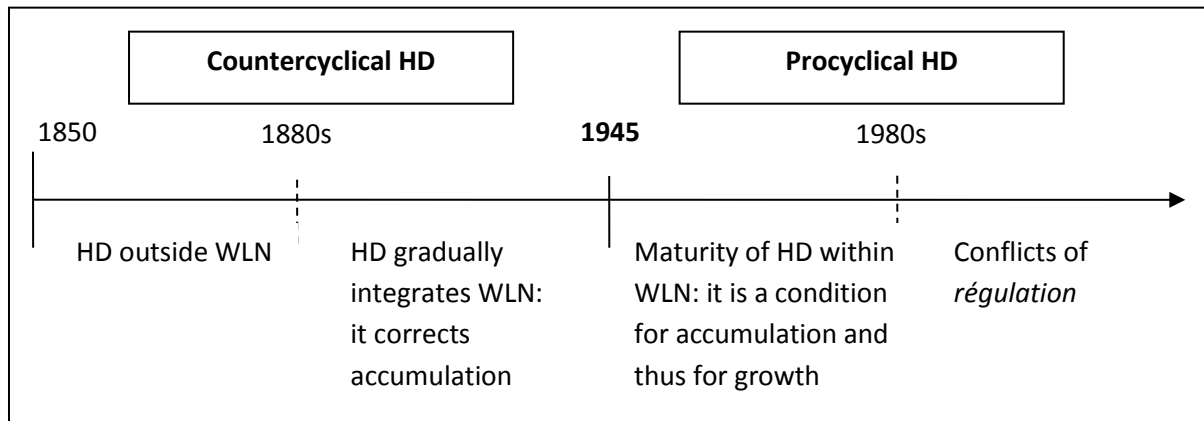 Countercyclical HD
Procyclical HD
1850
1880s
1945
1980s
HD outside WLN
HD gradually
integrates WLN:
it corrects
accumulation
Maturity of HD within
WLN: it is a condition
for accumulation and
thus for growth
Conflicts of
régulation